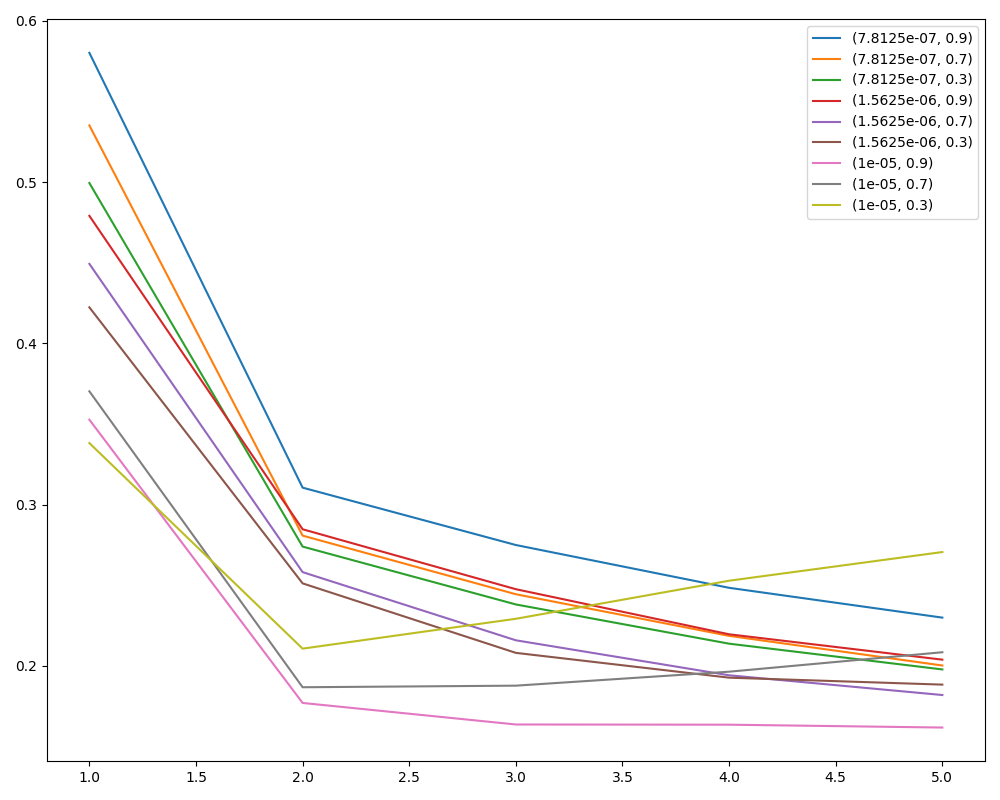 0.6
0.5
0.4
0.3
0.2
(7.8125e-07, 0.9)
(7.8125e-07, 0.7)
(7.8125e-07, 0.3)
(1.5625e-06, 0.9)
(1.5625e-06, 0.7)
(1.5625e-06, 0.3)
(1e-05, 0.9)
(1e-05, 0.7)
(1e-05, 0.3)
1.0 1.5 2.0 2.5 3.0 3.5 4.0 4.5 5.0